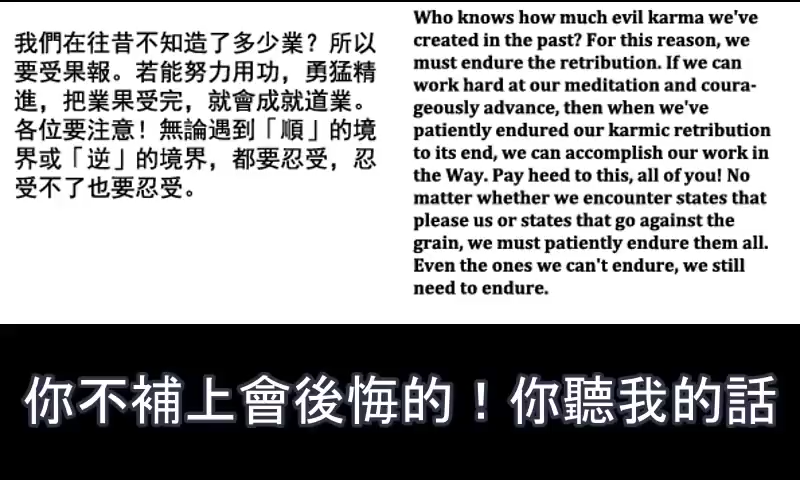 我們在往昔不知造了多少業？所以
要受果報。若能努力用功，勇猛精
進，把業果受完，就會成就道業。
各位要注意！無論遇到「順」的境
界或「逆」的境界，都要忍受，忍
受不了也要忍受。
Who knows how much evil karma we've
created in the past? For this reason, we
must endure the retribution. If we can
work hard at our meditation and coura-
geously advance, then when we've
patiently endured our karmic retribution
to its end, we can accomplish our work in
the Way. Pay heed to this, all of you! No
matter whether we encounter states that
please us or states that go against the
grain, we must patiently endure them all.
Even the ones we can't endure, we still
need to endure.
你不補上會後悔的！你聽我的話